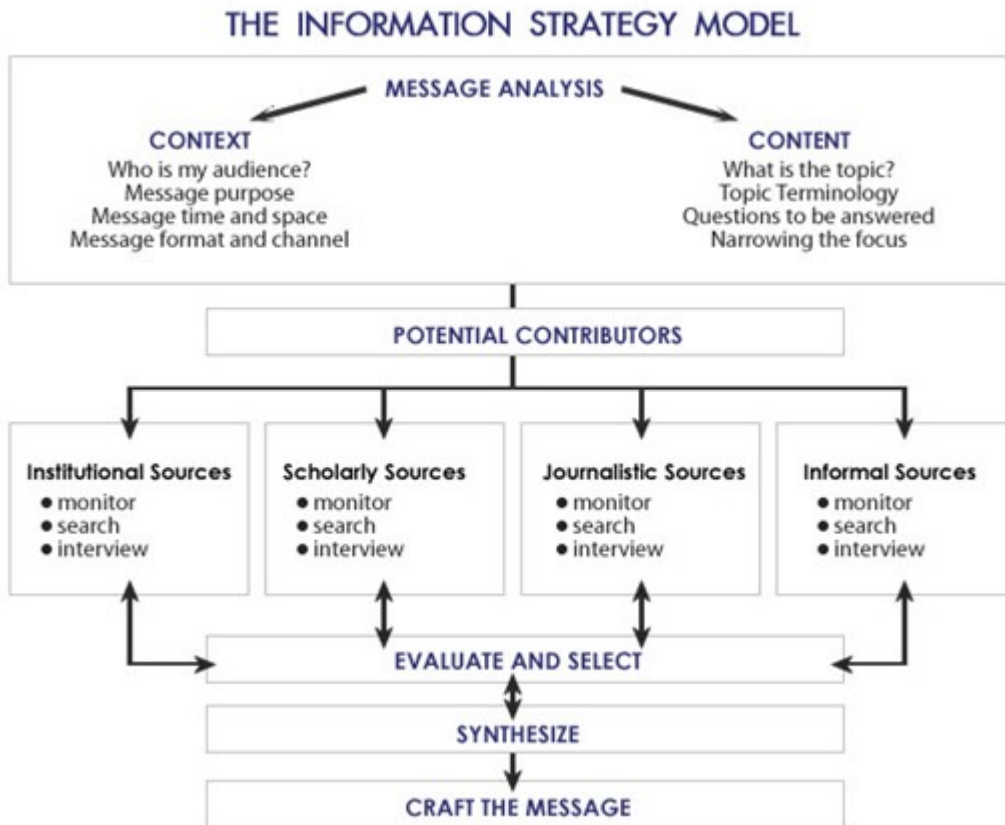 THE INFORMATION STRATEGY MODEL
MESSAGE ANALYSIS
CONTEXT
Who is my audience?
Message purpose
Message time and space
Message format and channel
CONTENT
What is the topic?
Topic Terminology
Questions to be answered
Narrowing the focus
POTENTIAL CONTRIBUTORS
Institutional Sources
● monitor
● search
● interview
Scholarly Sources
● monitor
● search
● interview
Journalistic Sources
● monitor
● search
● interview
Informal Sources
● monitor
● search
● interview
EVALUATE AND SELECT
SYNTHESIZE
CRAFT THE MESSAGE